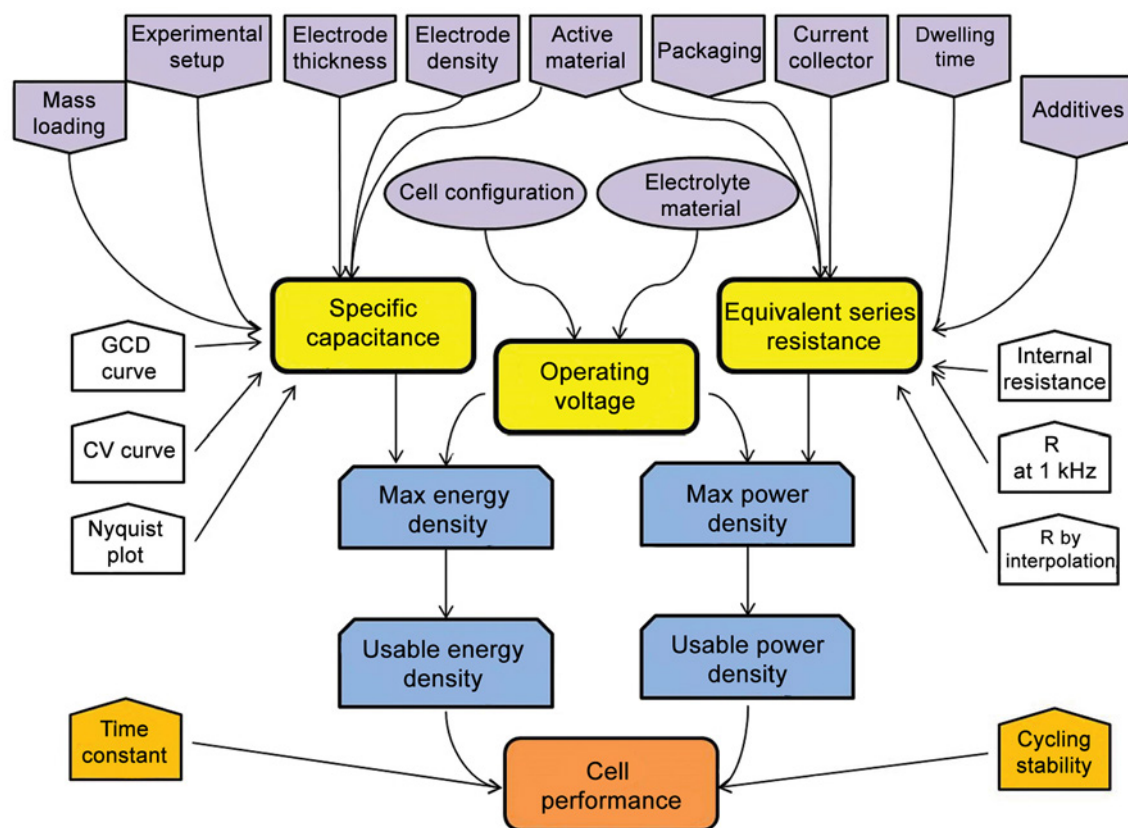 Experimental
setup
Electrode
thickness
Electrode
density
Active
material
Packaging
Current
collector
Dwelling
time
Mass
loading
Additives
Cell configuration
Electrolyte
material
Specific
capacitance
Equivalent series
resistance
Operating
voltage
GCD
curve
CV curve
Nyquist
plot
Internal
resistance
R
at 1 kHz
R by
interpolation
Max energy
density
Max power
density
Usable energy
density
Usable power
density
Time
constant
Cycling
stability
Cell
performance